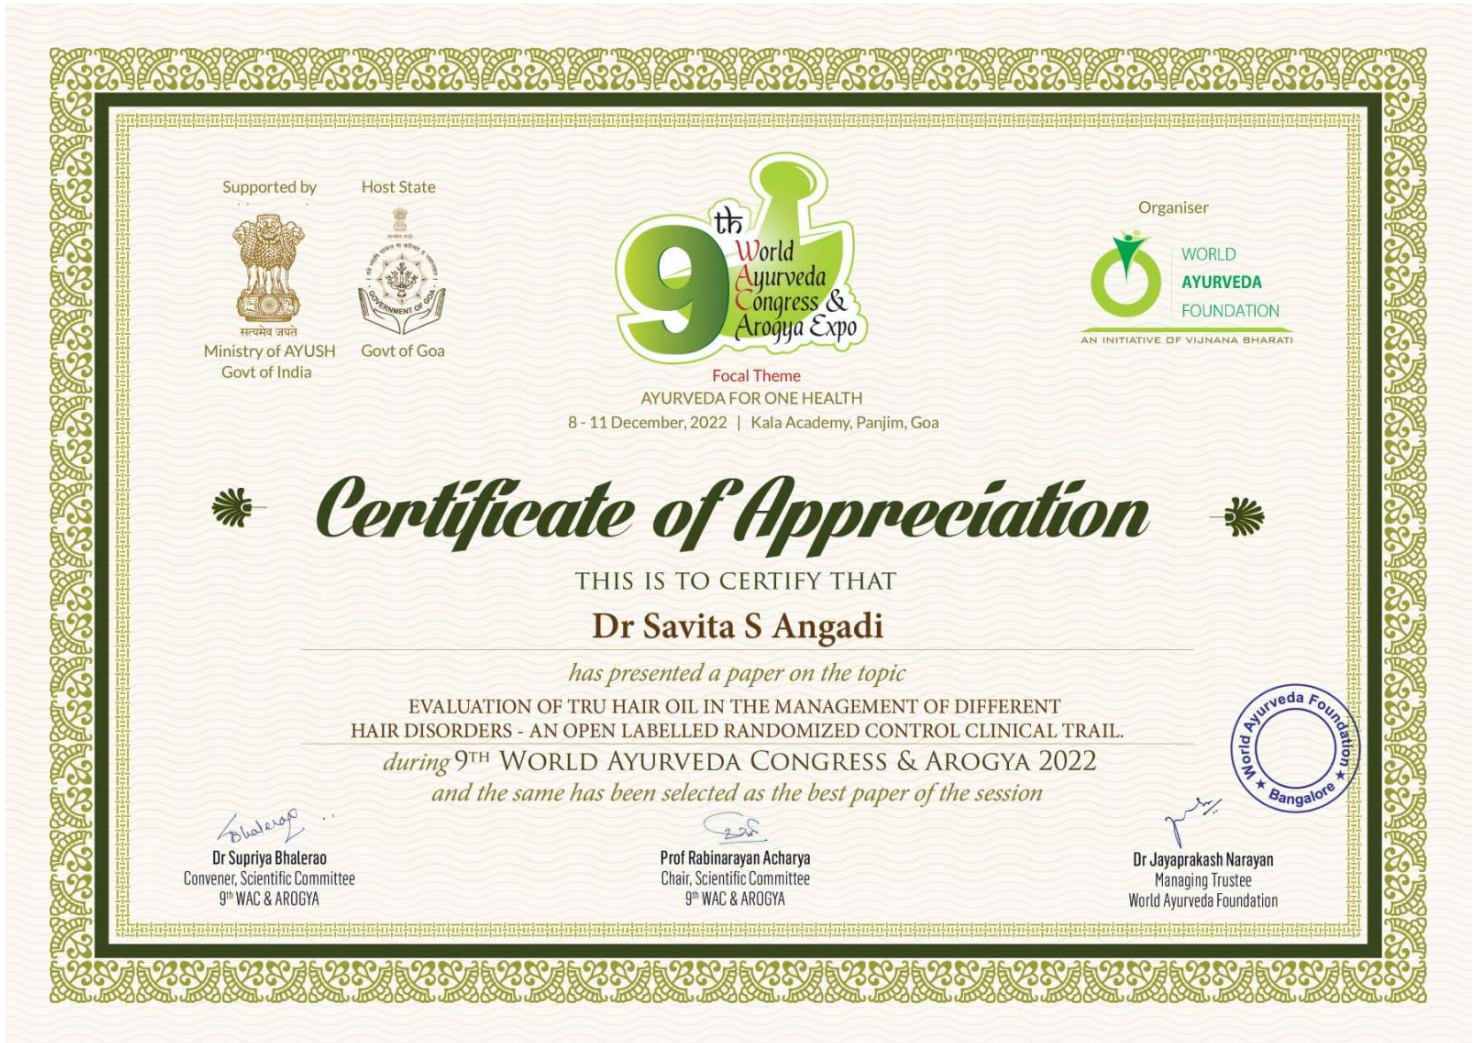 Supported by
सत्यमेव जयते
Ministry of AYUSH
Govt of India
Host State
GOVERNMENT OF GOA
Govt of Goa
9th
World
Ayurveda
Congress &
Arogya Expo
Focal Theme
AYURVEDA FOR ONE HEALTH
8 - 11 December, 2022 | Kala Academy, Panjim, Goa
Organiser
WORLD
AYURVEDA
FOUNDATION
AN INITIATIVE OF VIJNANA BHARATI
Certificate of Appreciation
THIS IS TO CERTIFY THAT
Dr Savita S Angadi
has presented a paper on the topic
EVALUATION OF TRU HAIR OIL IN THE MANAGEMENT OF DIFFERENT
HAIR DISORDERS - AN OPEN LABELLED RANDOMIZED CONTROL CLINICAL TRAIL.
during 9TH WORLD AYURVEDA CONGRESS & AROGYA 2022
and the same has been selected as the best paper of the session
World Ayurveda Foundation
Bangalore
Bhalerao
Dr Supriya Bhalerao
Convener, Scientific Committee
9th WAC & AROGYA
Prof Rabinarayan Acharya
Chair, Scientific Committee
9th WAC & AROGYA
Dr Jayaprakash Narayan
Managing Trustee
World Ayurveda Foundation